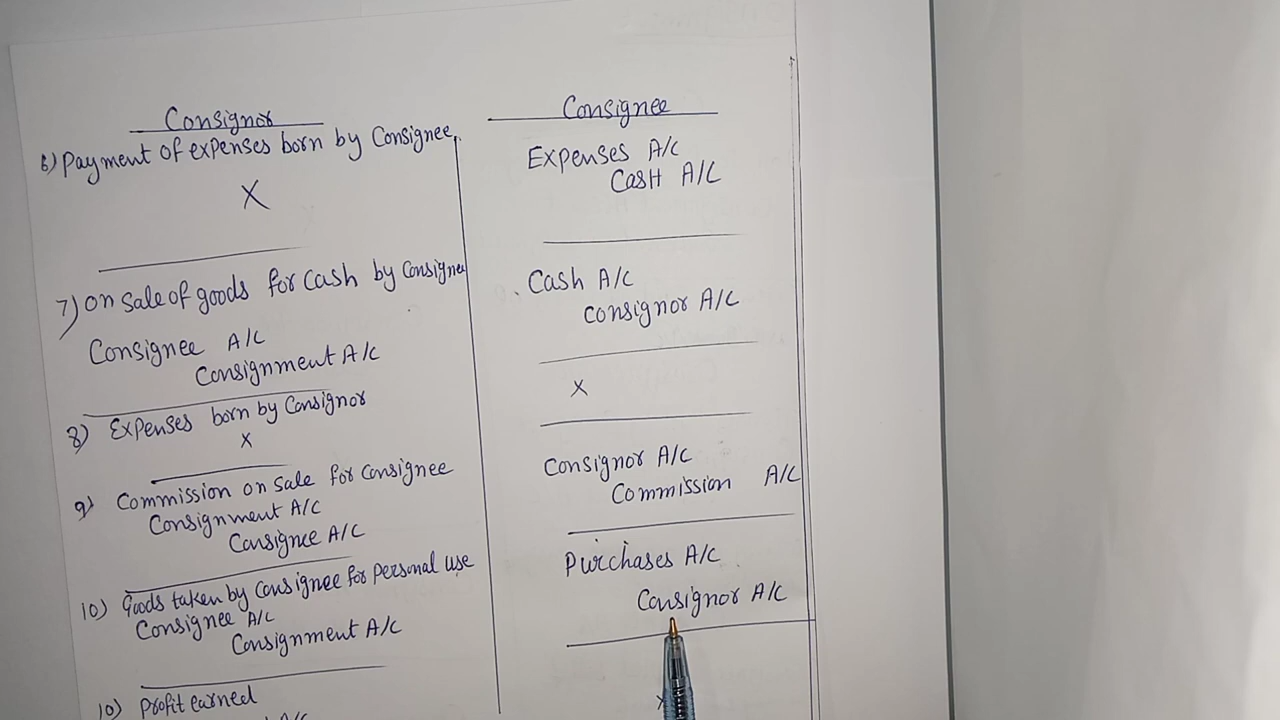 Consignor
6) Payment of expenses born by Consignee
X
7) On Sale of goods for Cash by Consignee
Consignee A/C
Consignment A/C
8) Expenses born by Consignor
X
9) Commission on sale for consignee
Consignment A/C
Consignee A/C
10) Goods taken by Consignee for personal use
Consignee A/C
Consignment A/C
10) Profit earned
A/C
Consignee
Expenses A/C
Cash A/C
Cash A/C
Consignor A/C
X
Consignor A/C
Commission A/C
Purchases A/C
Consignor A/C